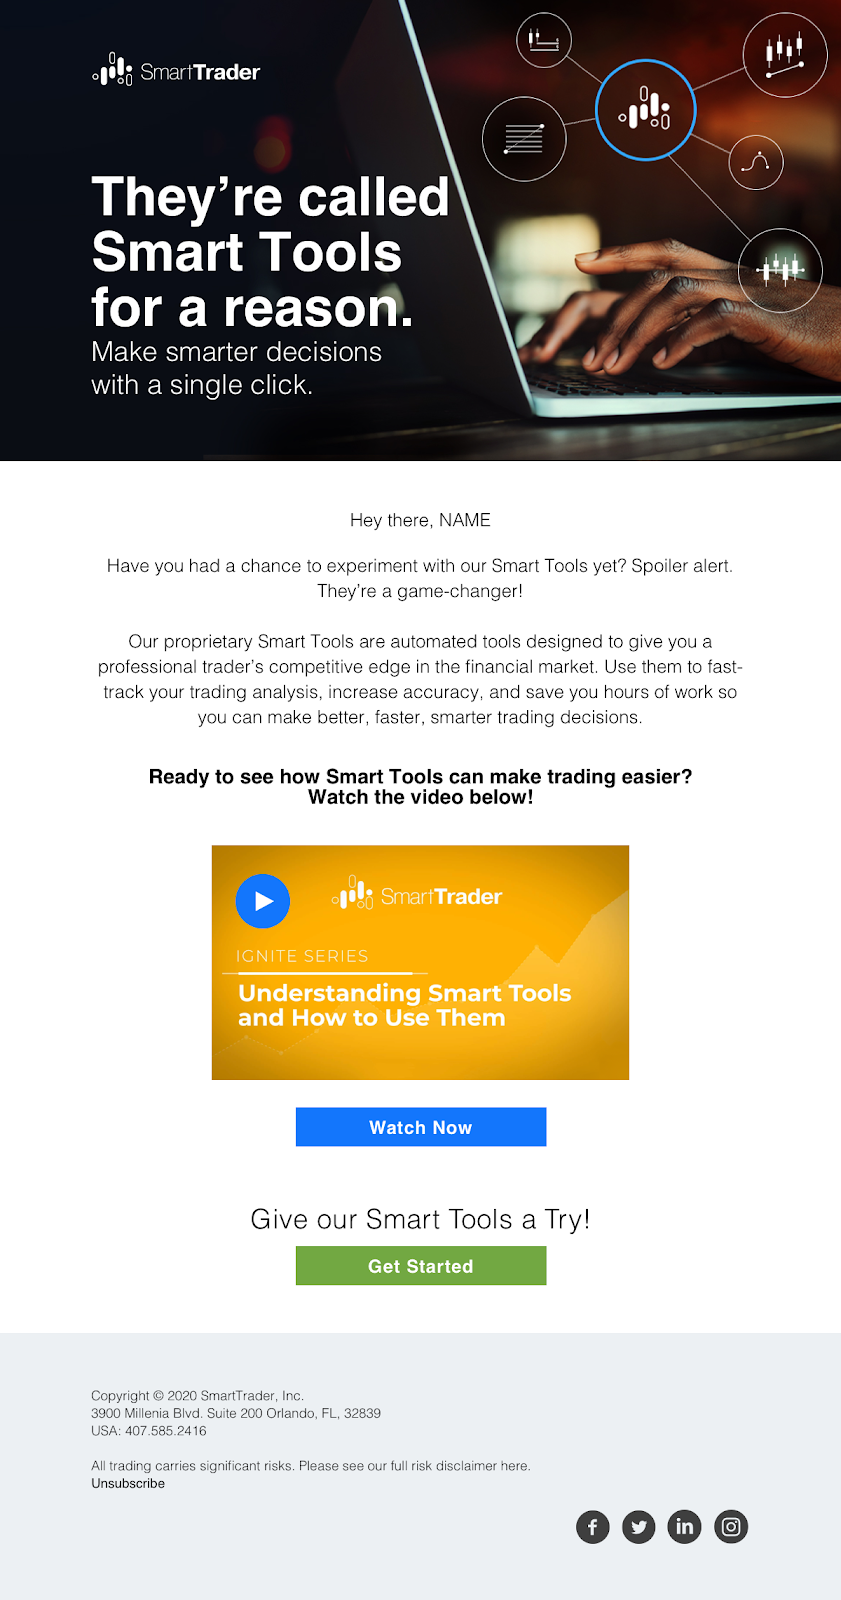 SmartTrader
They’re called
Smart Tools
for a reason.
Make smarter decisions
with a single click.
Hey there, NAME
Have you had a chance to experiment with our Smart Tools yet? Spoiler alert.
They’re a game-changer!
Our proprietary Smart Tools are automated tools designed to give you a
professional trader’s competitive edge in the financial market. Use them to fast-
track your trading analysis, increase accuracy, and save you hours of work so
you can make better, faster, smarter trading decisions.
Ready to see how Smart Tools can make trading easier?
Watch the video below!
SmartTrader
IGNITE SERIES
Understanding Smart Tools
and How to Use Them
Watch Now
Give our Smart Tools a Try!
Get Started
Copyright © 2020 SmartTrader, Inc.
3900 Millenia Blvd. Suite 200 Orlando, FL, 32839
USA: 407.585.2416
All trading carries significant risks. Please see our full risk disclaimer here.
Unsubscribe